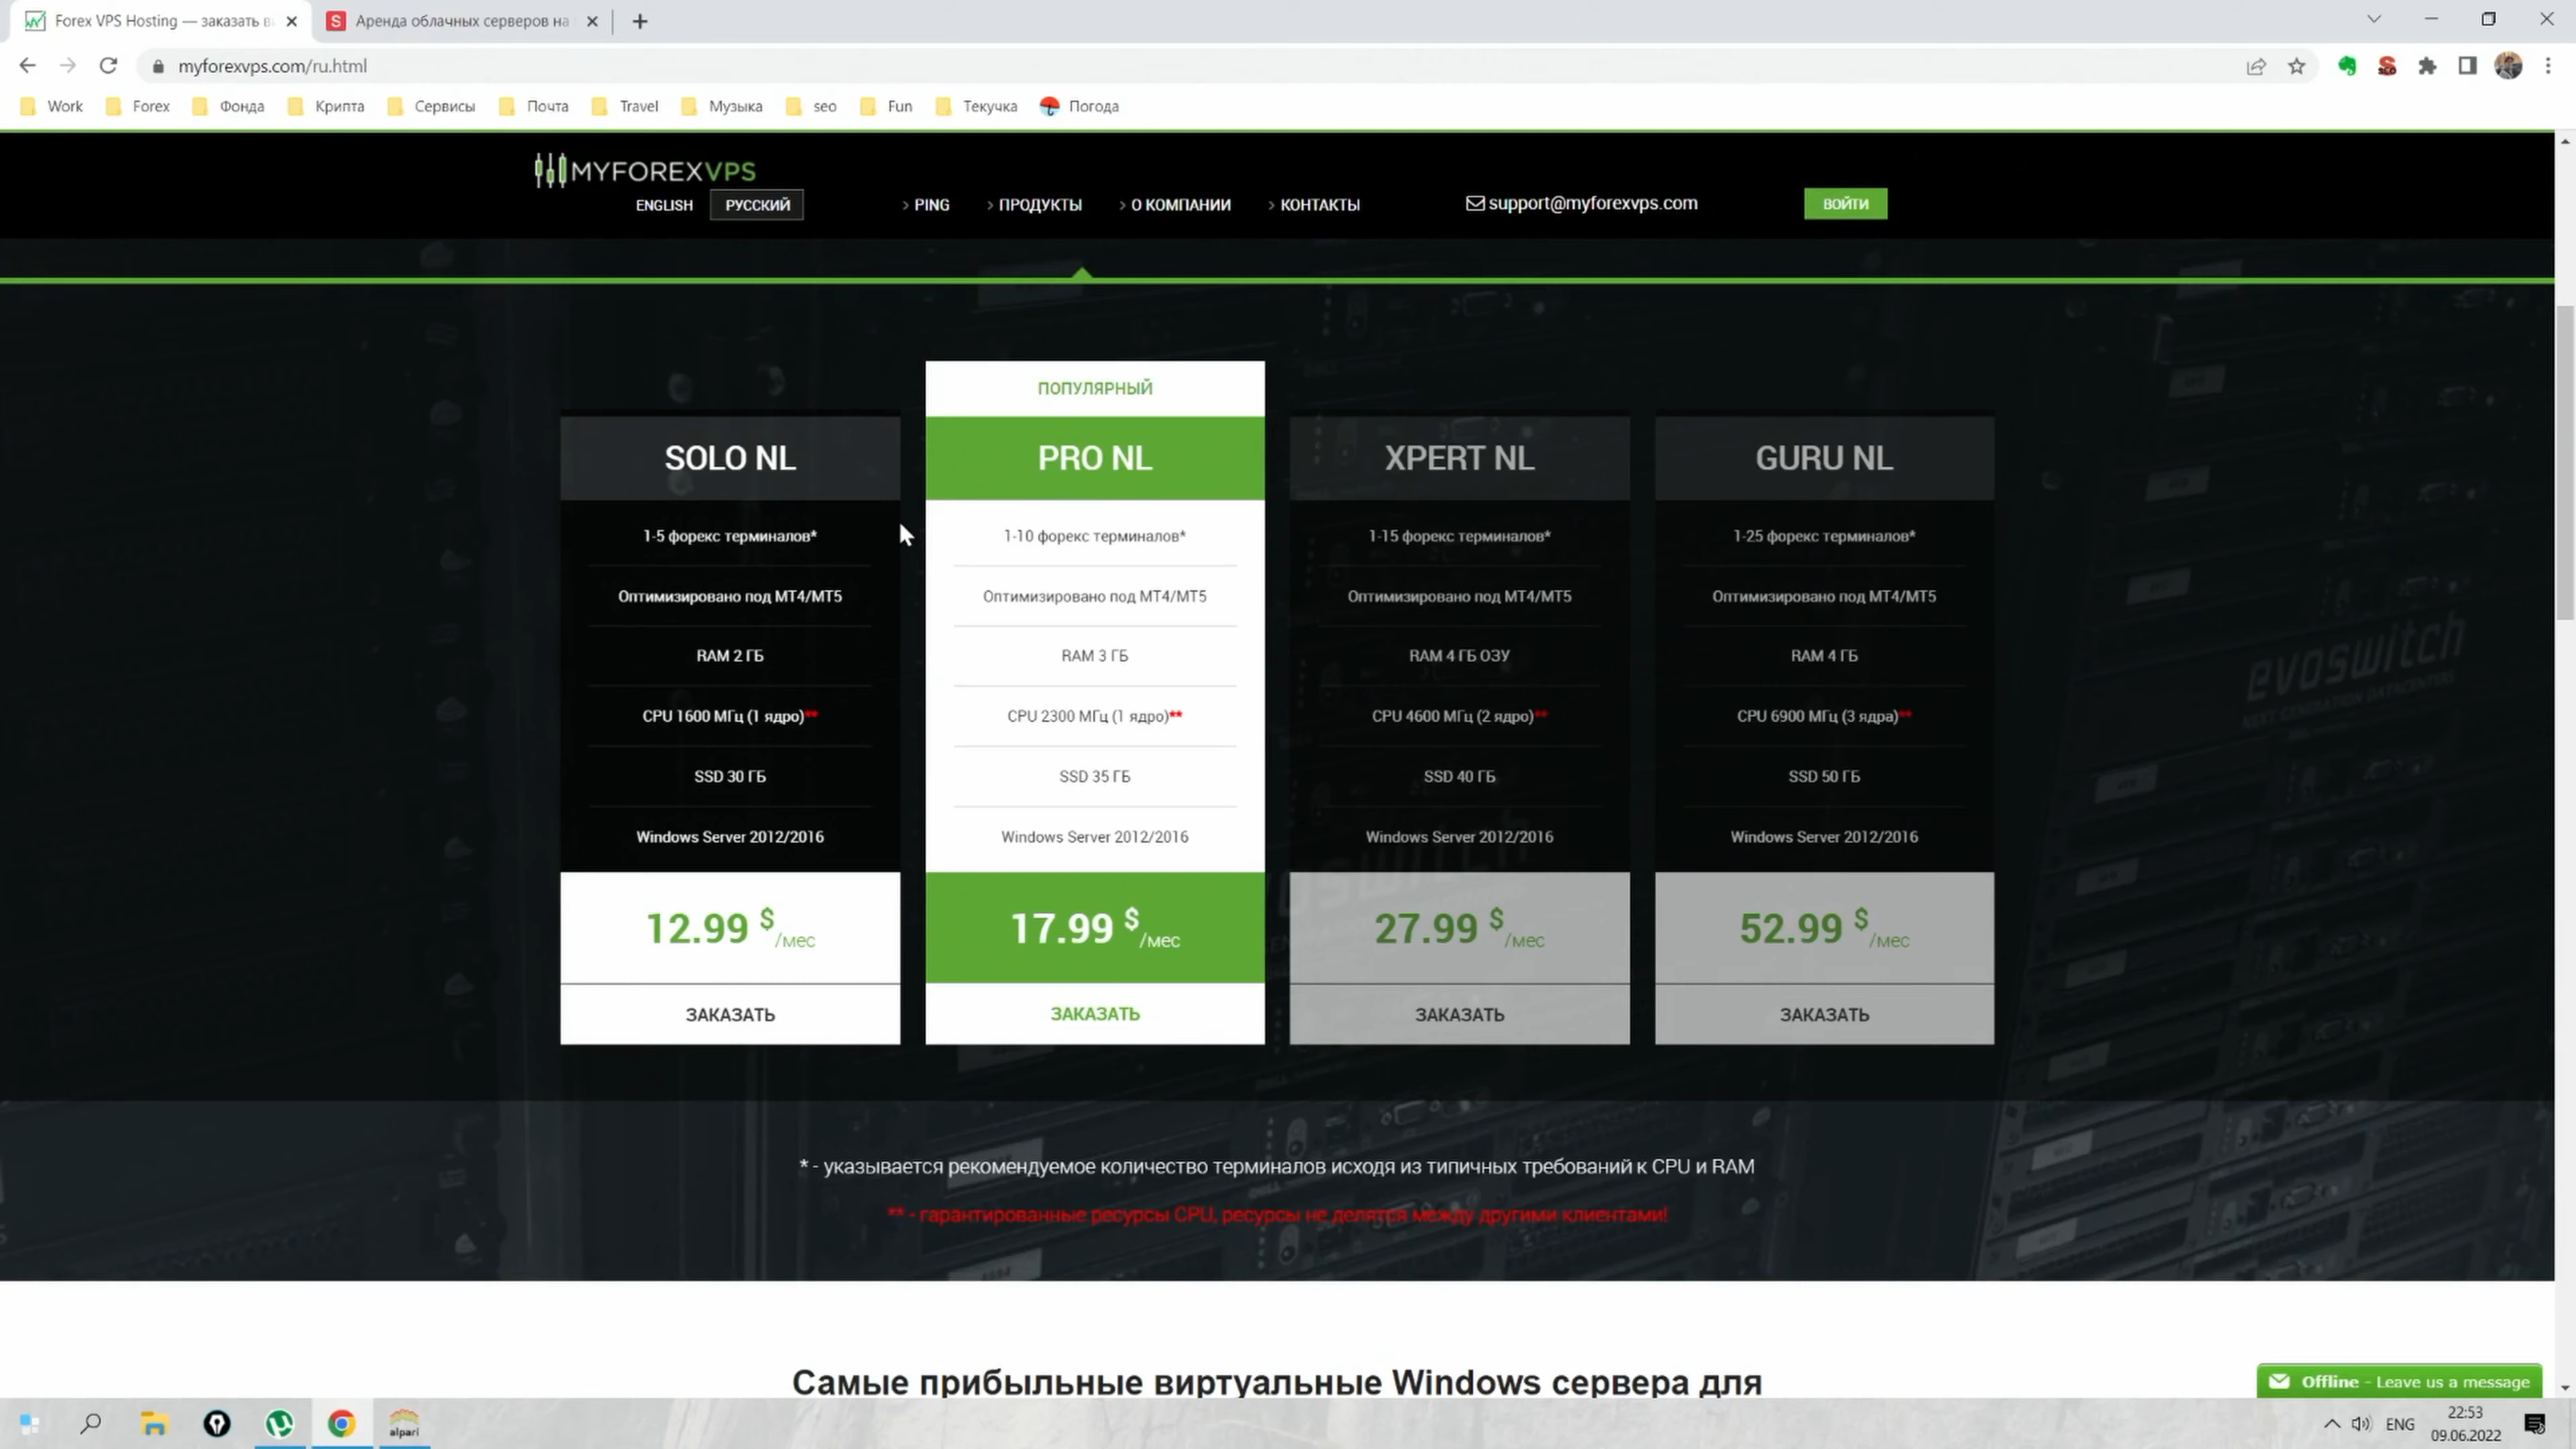 Forex VPS Hosting — заказать в
Аренда облачных серверов на
myforexvps.com/ru.html
Work Forex Фонда Крипта Сервисы Почта Travel Музыка seo Fun Текучка Погода
MYFOREXVPS
ENGLISH РУССКИЙ PING ПРОДУКТЫ О КОМПАНИИ КОНТАКТЫ support@myforexvps.com ВОЙТИ
ПОПУЛЯРНЫЙ
SOLO NL PRO NL XPERT NL GURU NL
1-5 форекс терминалов* 1-10 форекс терминалов* 1-15 форекс терминалов* 1-25 форекс терминалов*
Оптимизировано под MT4/MT5 Оптимизировано под MT4/MT5 Оптимизировано под MT4/MT5 Оптимизировано под MT4/MT5
RAM 2 ГБ RAM 3 ГБ RAM 4 ГБ ОЗУ RAM 4 ГБ
CPU 1600 МГц (1 ядро)** CPU 2300 МГц (1 ядро)** CPU 4600 МГц (2 ядро)** CPU 6900 МГц (3 ядра)**
SSD 30 ГБ SSD 35 ГБ SSD 40 ГБ SSD 50 ГБ
Windows Server 2012/2016 Windows Server 2012/2016 Windows Server 2012/2016 Windows Server 2012/2016
12.99 $/мес 17.99 $/мес 27.99 $/мес 52.99 $/мес
ЗАКАЗАТЬ ЗАКАЗАТЬ ЗАКАЗАТЬ ЗАКАЗАТЬ
evoswitch
NEXT GENERATION DATACENTERS
* - указывается рекомендуемое количество терминалов исходя из типичных требований к CPU и RAM
** - гарантированные ресурсы CPU, ресурсы не делятся между другими клиентами!
Самые прибыльные виртуальные Windows сервера для
Offline - Leave us a message
alpari
ENG
22:53
09.06.2022